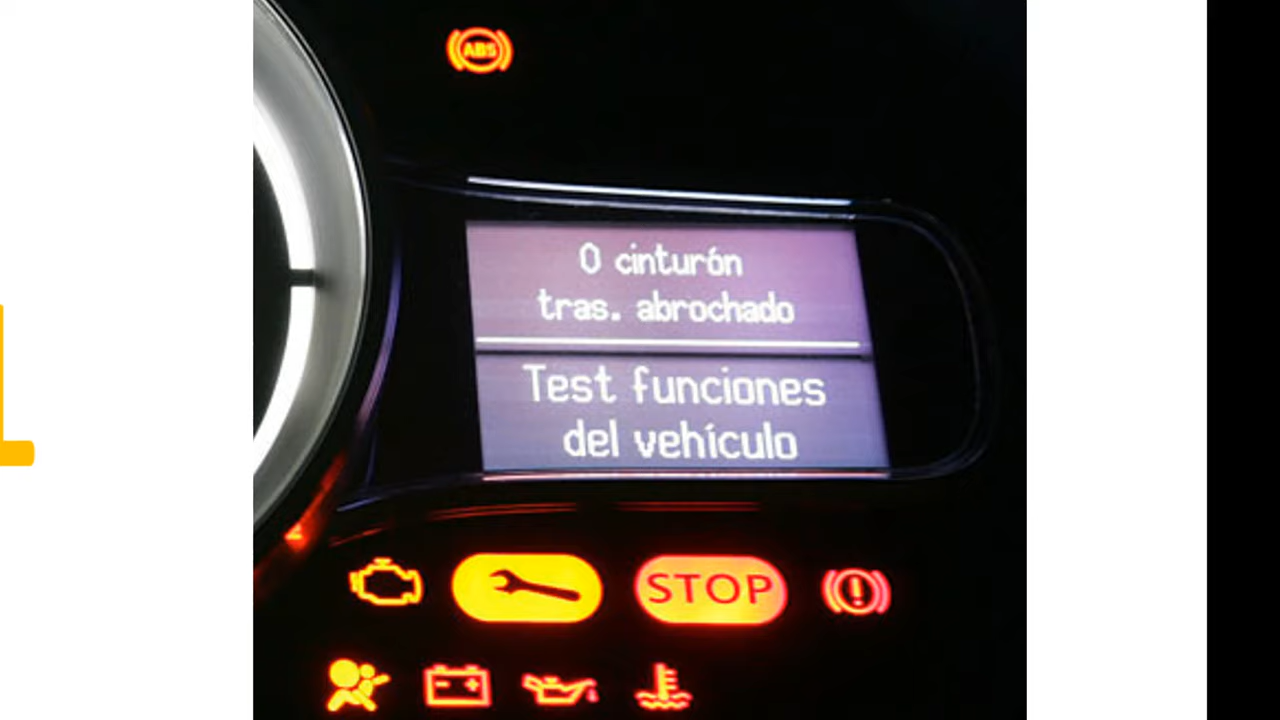 ABS
0 cinturón
tras. abrochado
Test funciones
del vehículo
STOP